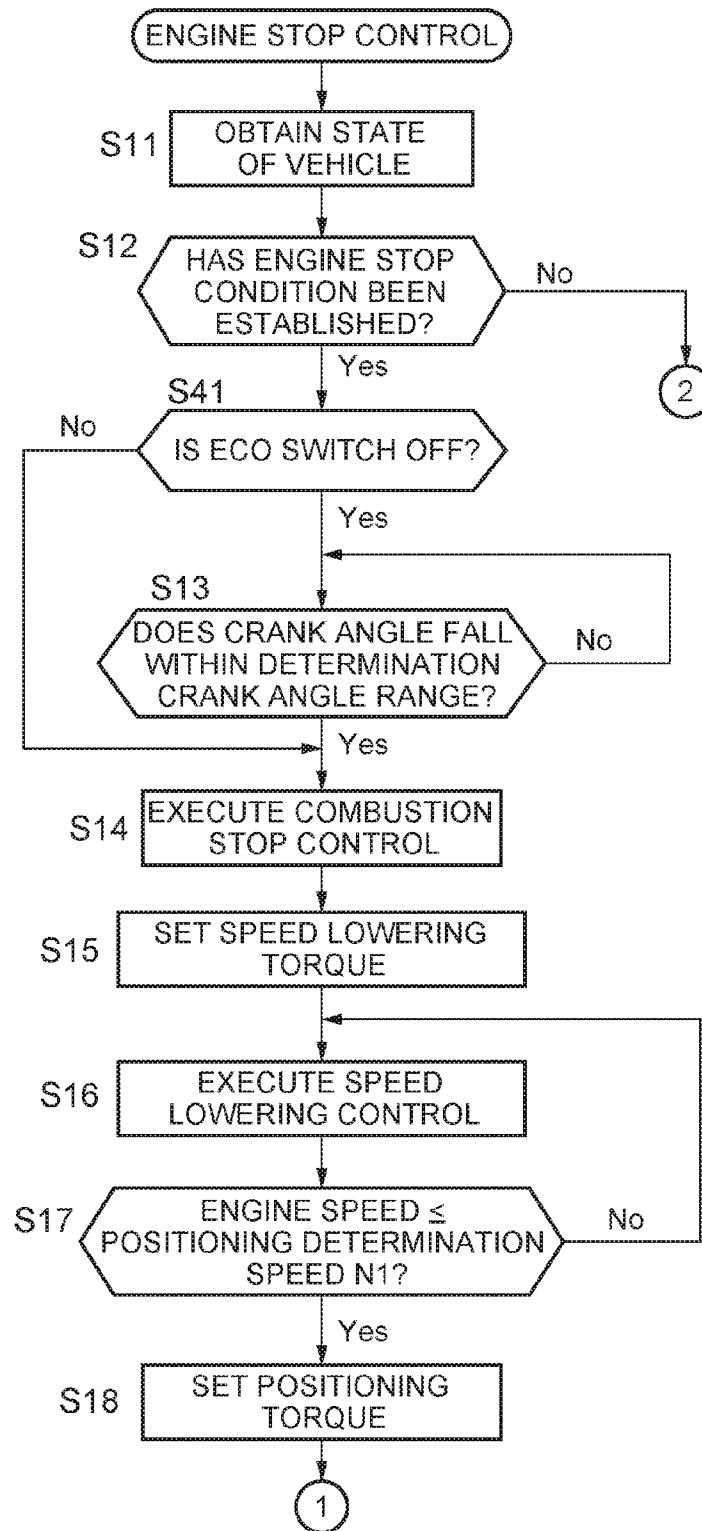 ENGINE STOP CONTROL
S11
OBTAIN STATE
OF VEHICLE
S12
HAS ENGINE STOP
CONDITION BEEN
ESTABLISHED?
No
2
Yes
S41
No
IS ECO SWITCH OFF?
Yes
S13
DOES CRANK ANGLE FALL
WITHIN DETERMINATION
CRANK ANGLE RANGE?
No
Yes
S14
EXECUTE COMBUSTION
STOP CONTROL
S15
SET SPEED LOWERING
TORQUE
S16
EXECUTE SPEED
LOWERING CONTROL
S17
ENGINE SPEED ≤
POSITIONING DETERMINATION
SPEED N1?
No
Yes
S18
SET POSITIONING
TORQUE
1